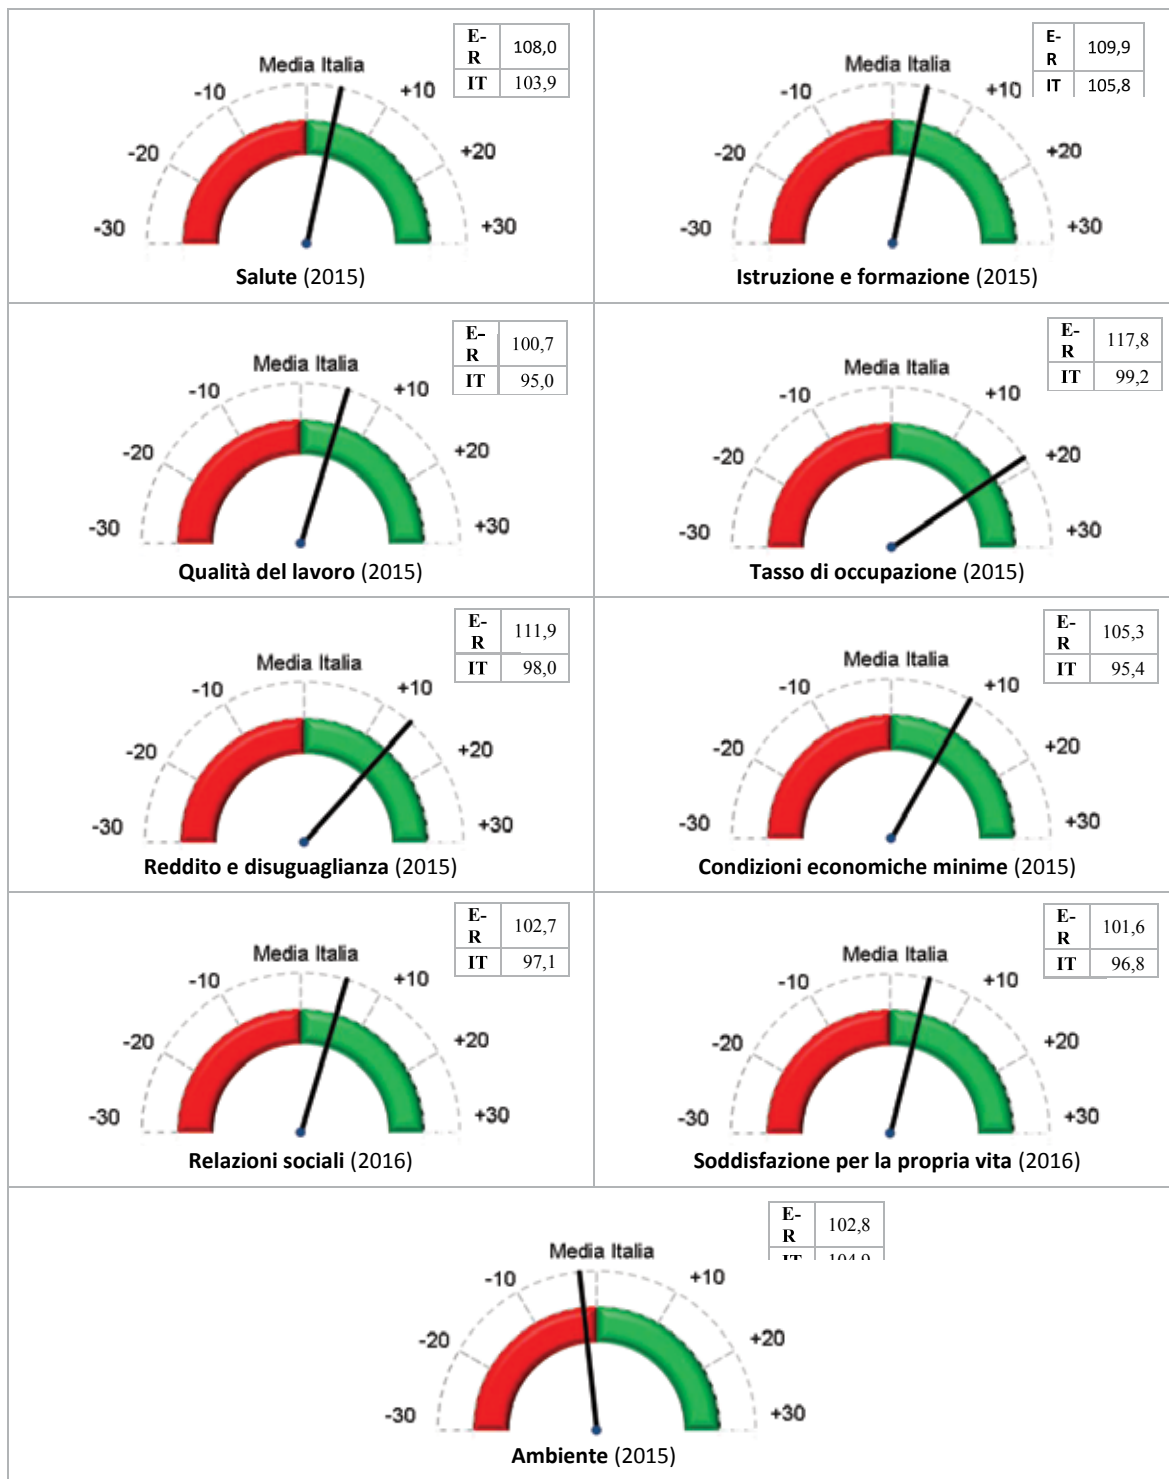 E-R 108,0
IT 103,9
Media Italia
-10 +10
-20 +20
-30 +30
Salute (2015)
E-R 109,9
IT 105,8
Media Italia
-10 +10
-20 +20
-30 +30
Istruzione e formazione (2015)
E-R 100,7
IT 95,0
Media Italia
-10 +10
-20 +20
-30 +30
Qualità del lavoro (2015)
E-R 117,8
IT 99,2
Media Italia
-10 +10
-20 +20
-30 +30
Tasso di occupazione (2015)
E-R 111,9
IT 98,0
Media Italia
-10 +10
-20 +20
-30 +30
Reddito e disuguaglianza (2015)
E-R 105,3
IT 95,4
Media Italia
-10 +10
-20 +20
-30 +30
Condizioni economiche minime (2015)
E-R 102,7
IT 97,1
Media Italia
-10 +10
-20 +20
-30 +30
Relazioni sociali (2016)
E-R 101,6
IT 96,8
Media Italia
-10 +10
-20 +20
-30 +30
Soddisfazione per la propria vita (2016)
E-R 102,8
IT 104,9
Media Italia
-10 +10
-20 +20
-30 +30
Ambiente (2015)